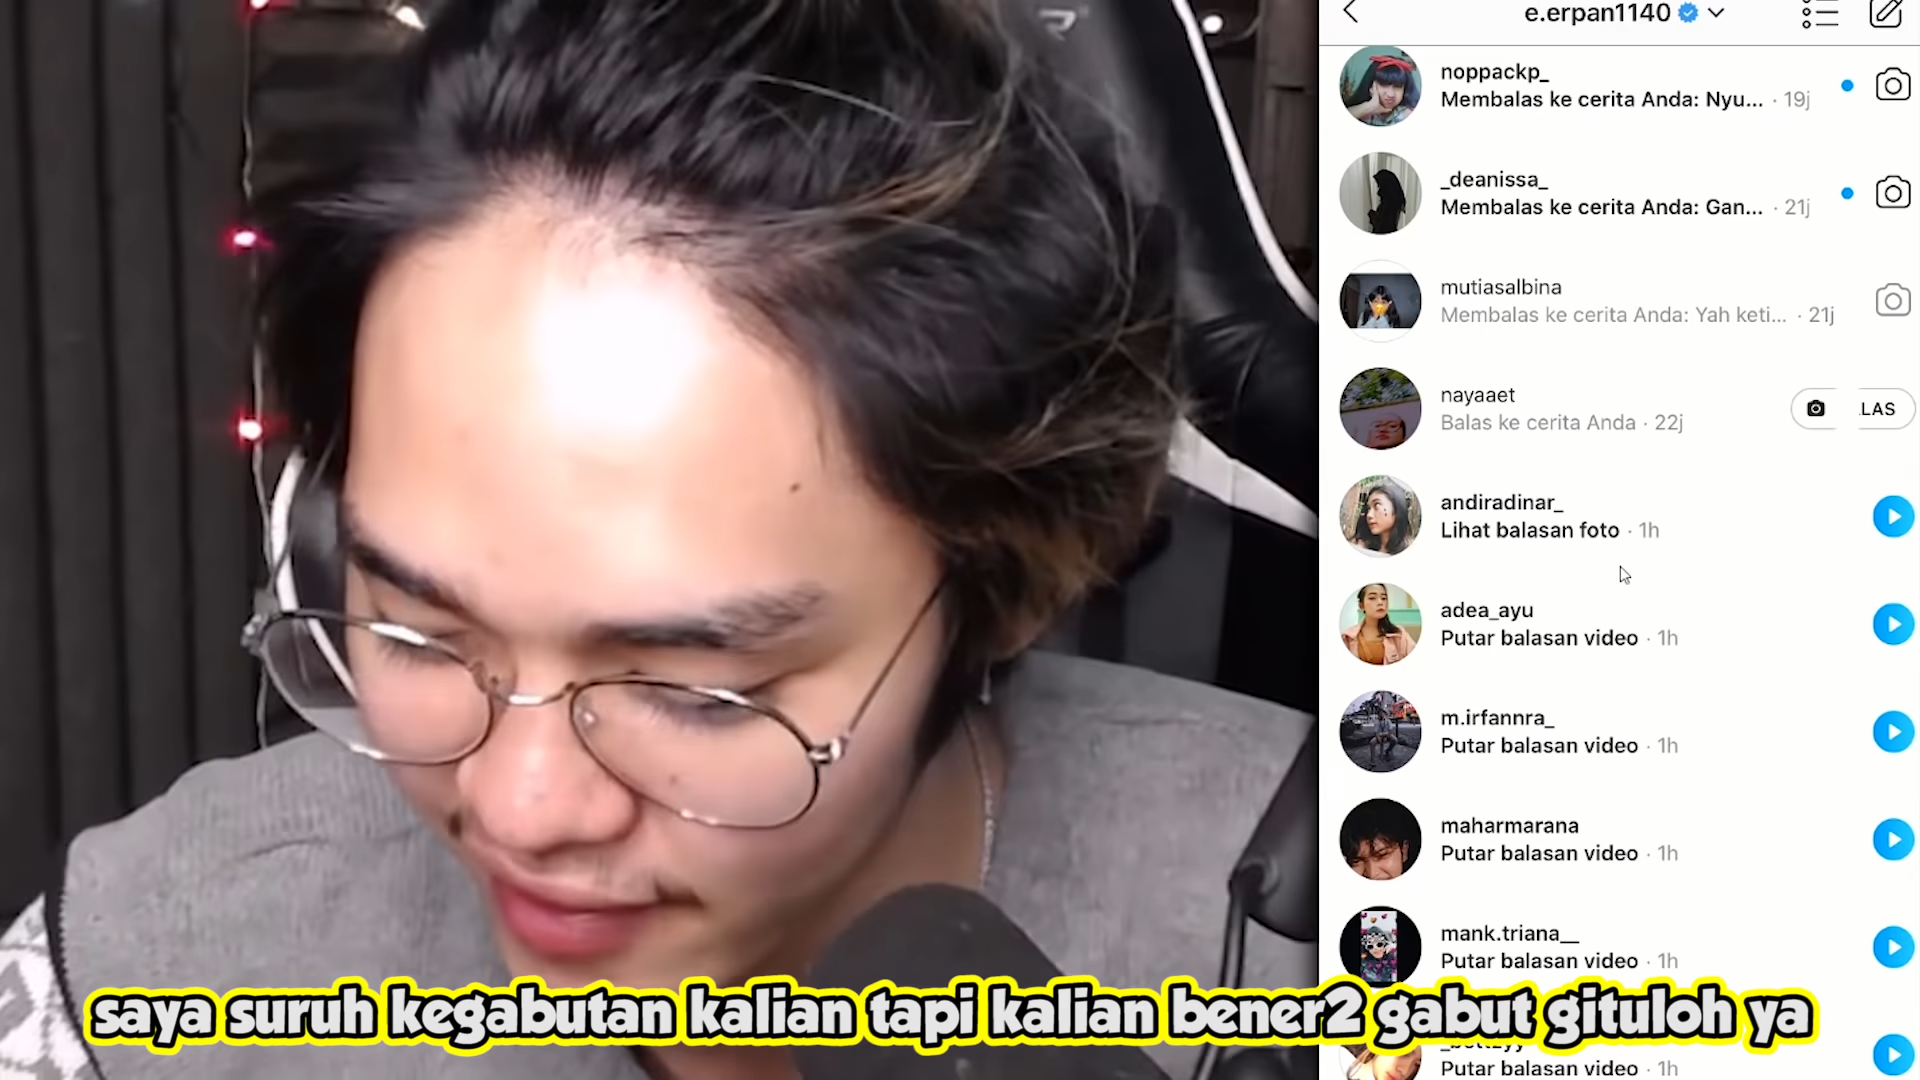 e.erpan1140
noppackp_
Membalas ke cerita Anda: Nyu... · 19j
_deanissa_
Membalas ke cerita Anda: Gan... · 21j
mutiasalbina
Membalas ke cerita Anda: Yah keti... · 21j
nayaaet
Balas ke cerita Anda · 22j
LAS
andiradinar_
Lihat balasan foto · 1h
adea_ayu
Putar balasan video · 1h
m.irfannra_
Putar balasan video · 1h
maharmarana
Putar balasan video · 1h
mank.triana__
Putar balasan video · 1h
saya suruh kegabutan kalian tapi kalian bener2 gabut gituloh ya
Putar balasan video · 1h